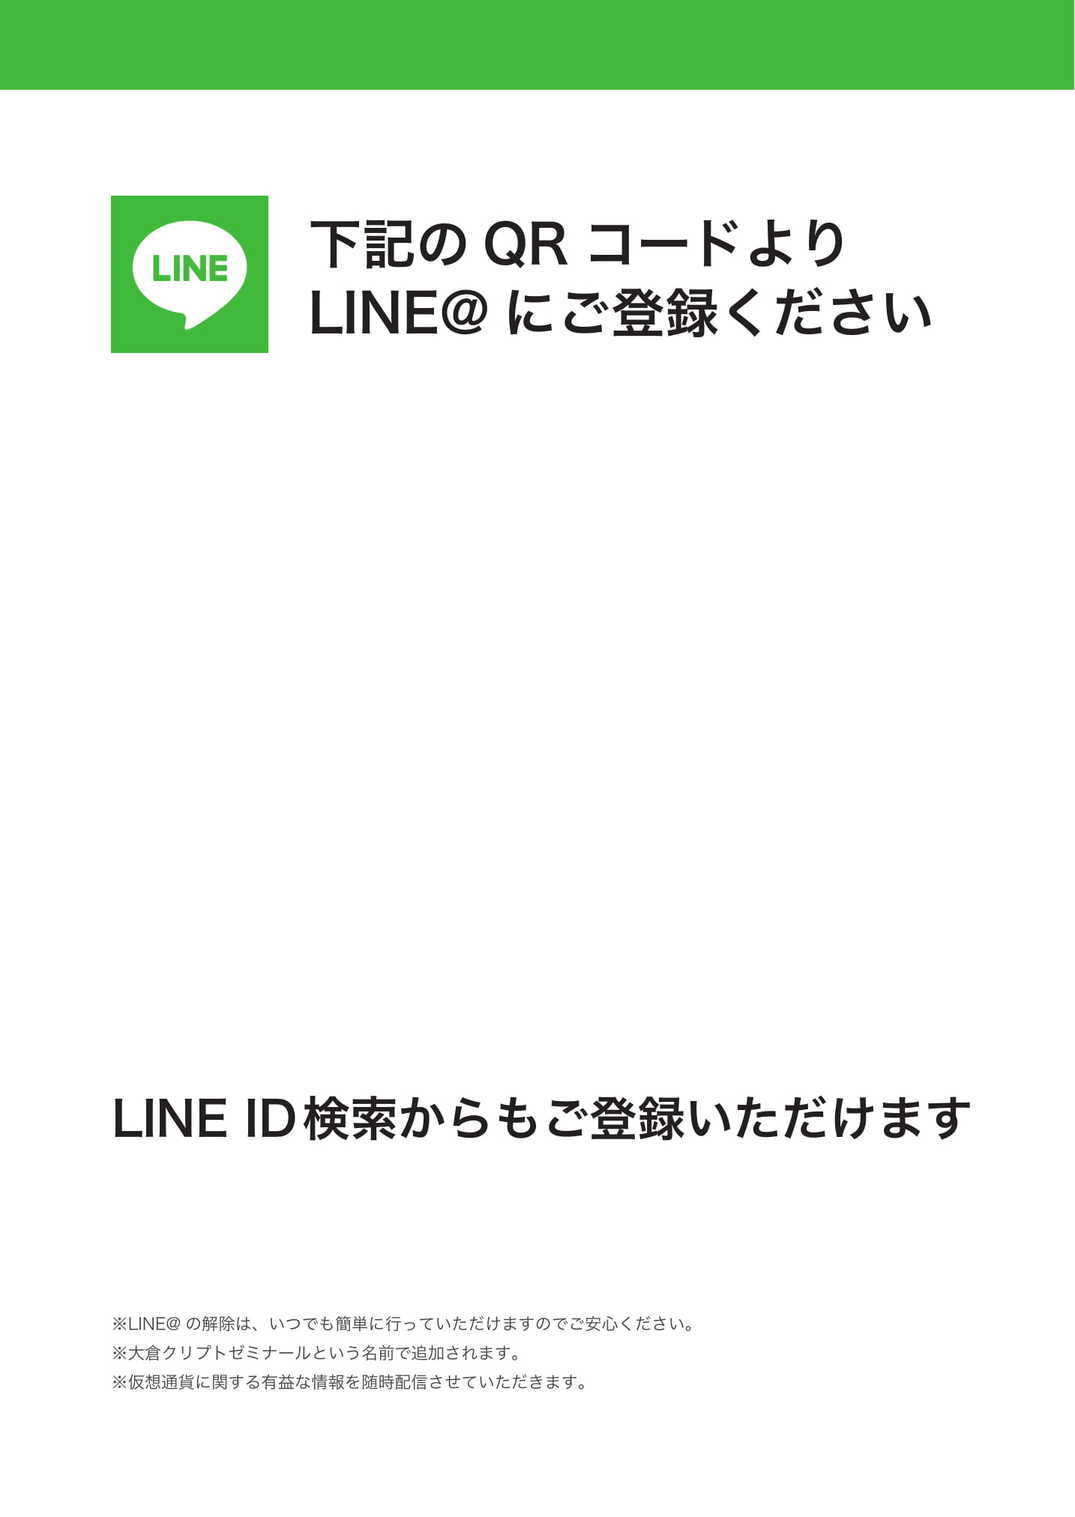 LINE
下記の QR コードより
LINE@ にご登録ください
LINE ID検索からもご登録いただけます
※LINE@ の解除は、いつでも簡単に行っていただけますのでご安心ください。
※大倉クリプトゼミナールという名前で追加されます。
※仮想通貨に関する有益な情報を随時配信させていただきます。